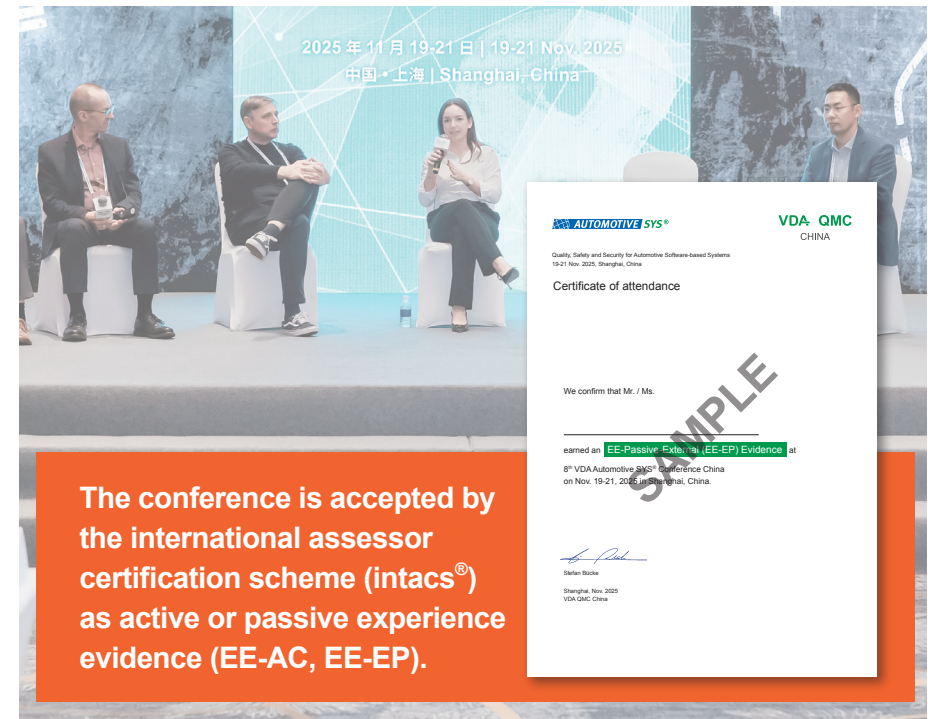 2025 年 11 月 19-21 日 | 19-21 Nov. 2025
中国 • 上海 | Shanghai, China
AUTOMOTIVE SYS®
VDA QMC
CHINA
Quality, Safety and Security for Automotive Software-based Systems
19-21 Nov. 2025, Shanghai, China
Certificate of attendance
We confirm that Mr. / Ms.
earned an EE-Passive-External (EE-EP) Evidence at
8th VDA Automotive SYS® Conference China
on Nov. 19-21, 2025 in Shanghai, China.
SAMPLE
Stefan Bücke
Shanghai, Nov. 2025
VDA QMC China
The conference is accepted by
the international assessor
certification scheme (intacs®)
as active or passive experience
evidence (EE-AC, EE-EP).